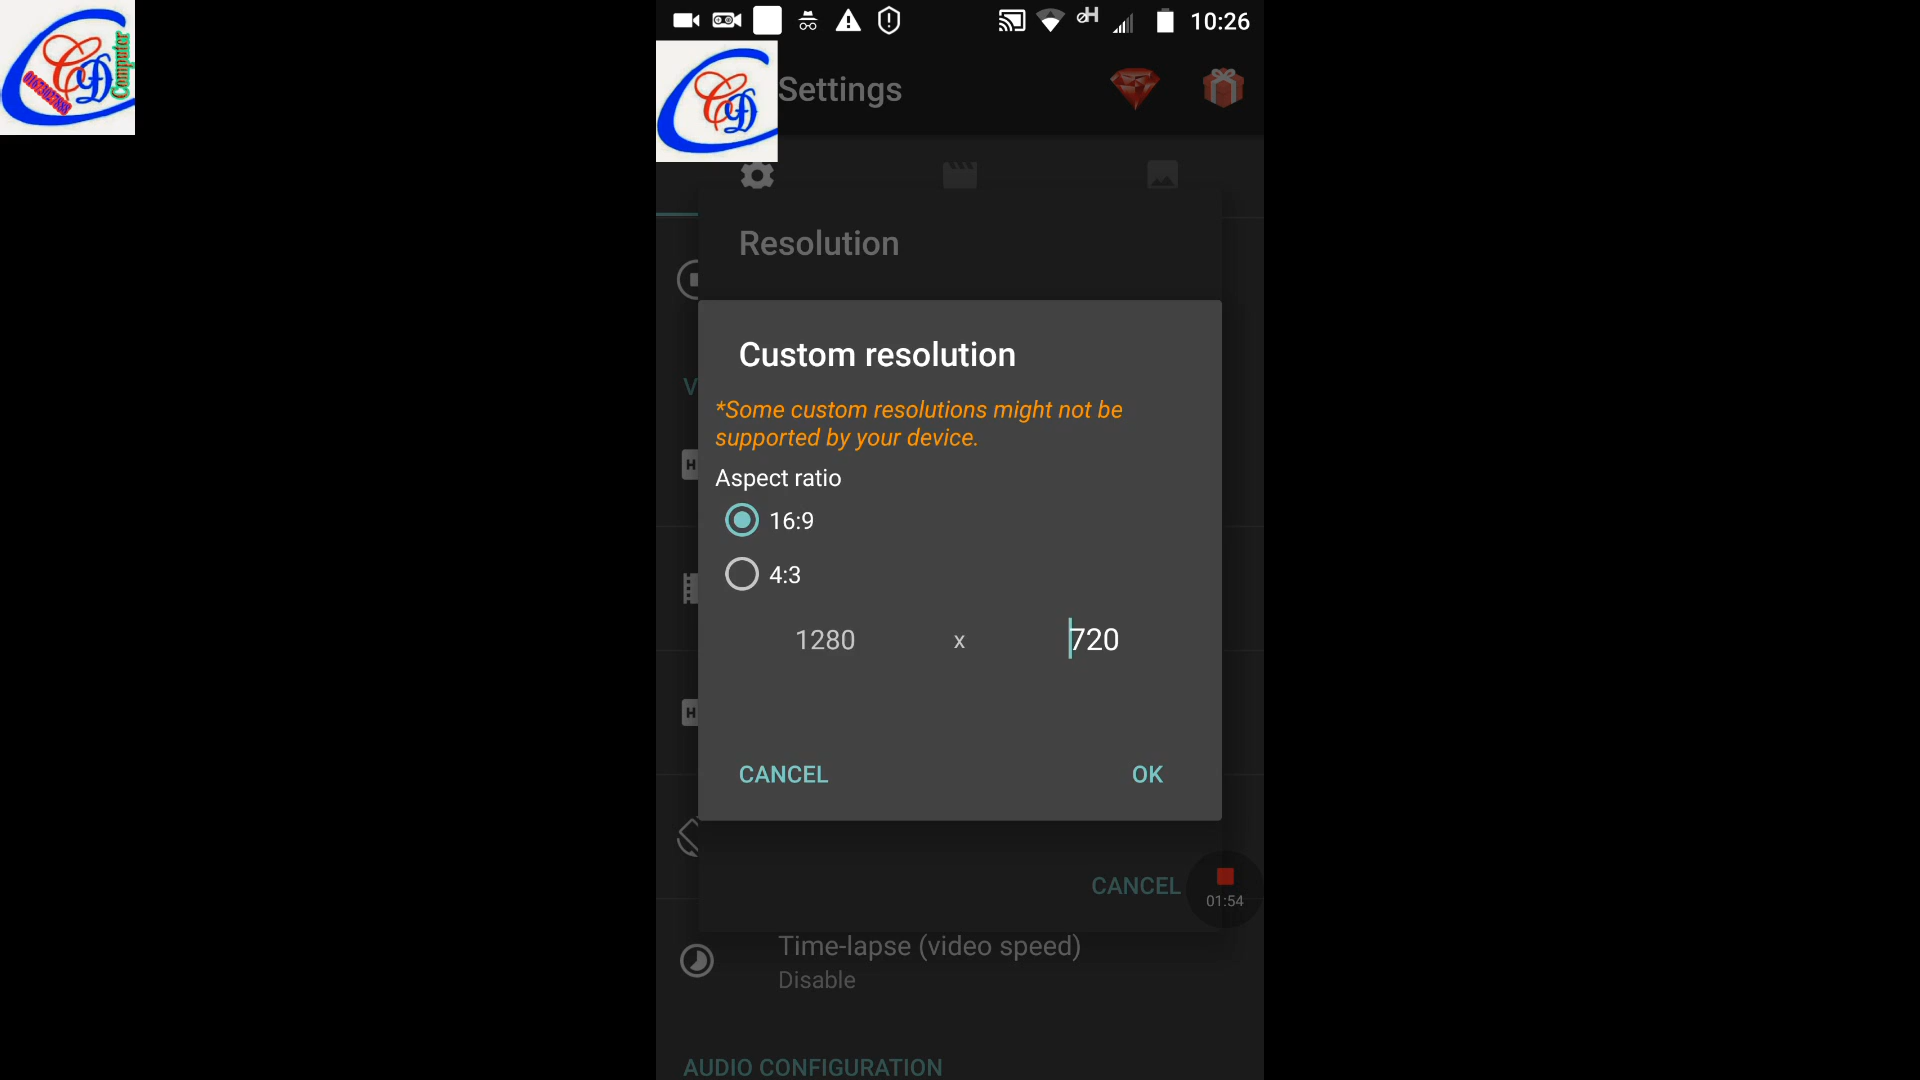 10:26
Computer
Settings
Resolution
Custom resolution
*Some custom resolutions might not be
supported by your device.
Aspect ratio
16:9
4:3
1280 x 720
CANCEL OK
CANCEL
01:54
Time-lapse (video speed)
Disable
AUDIO CONFIGURATION